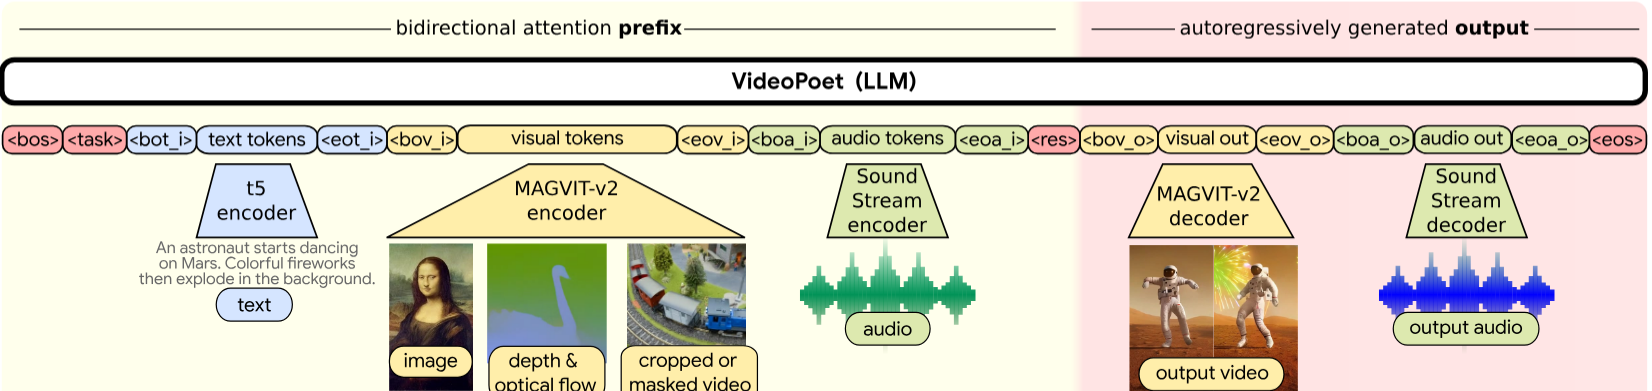 bidirectional attention prefix
autoregressively generated output
VideoPoet (LLM)
<bos> <task> <bot_i> text tokens <eot_i> <bov_i> visual tokens <eov_i> <boa_i> audio tokens <eoa_i> <res> <bov_o> visual out <eov_o> <boa_o> audio out <eoa_o> <eos>
t5
encoder
MAGVIT-v2
encoder
Sound
Stream
encoder
MAGVIT-v2
decoder
Sound
Stream
decoder
An astronaut starts dancing
on Mars. Colorful fireworks
then explode in the background.
text
image
depth &
optical flow
cropped or
masked video
audio
output video
output audio